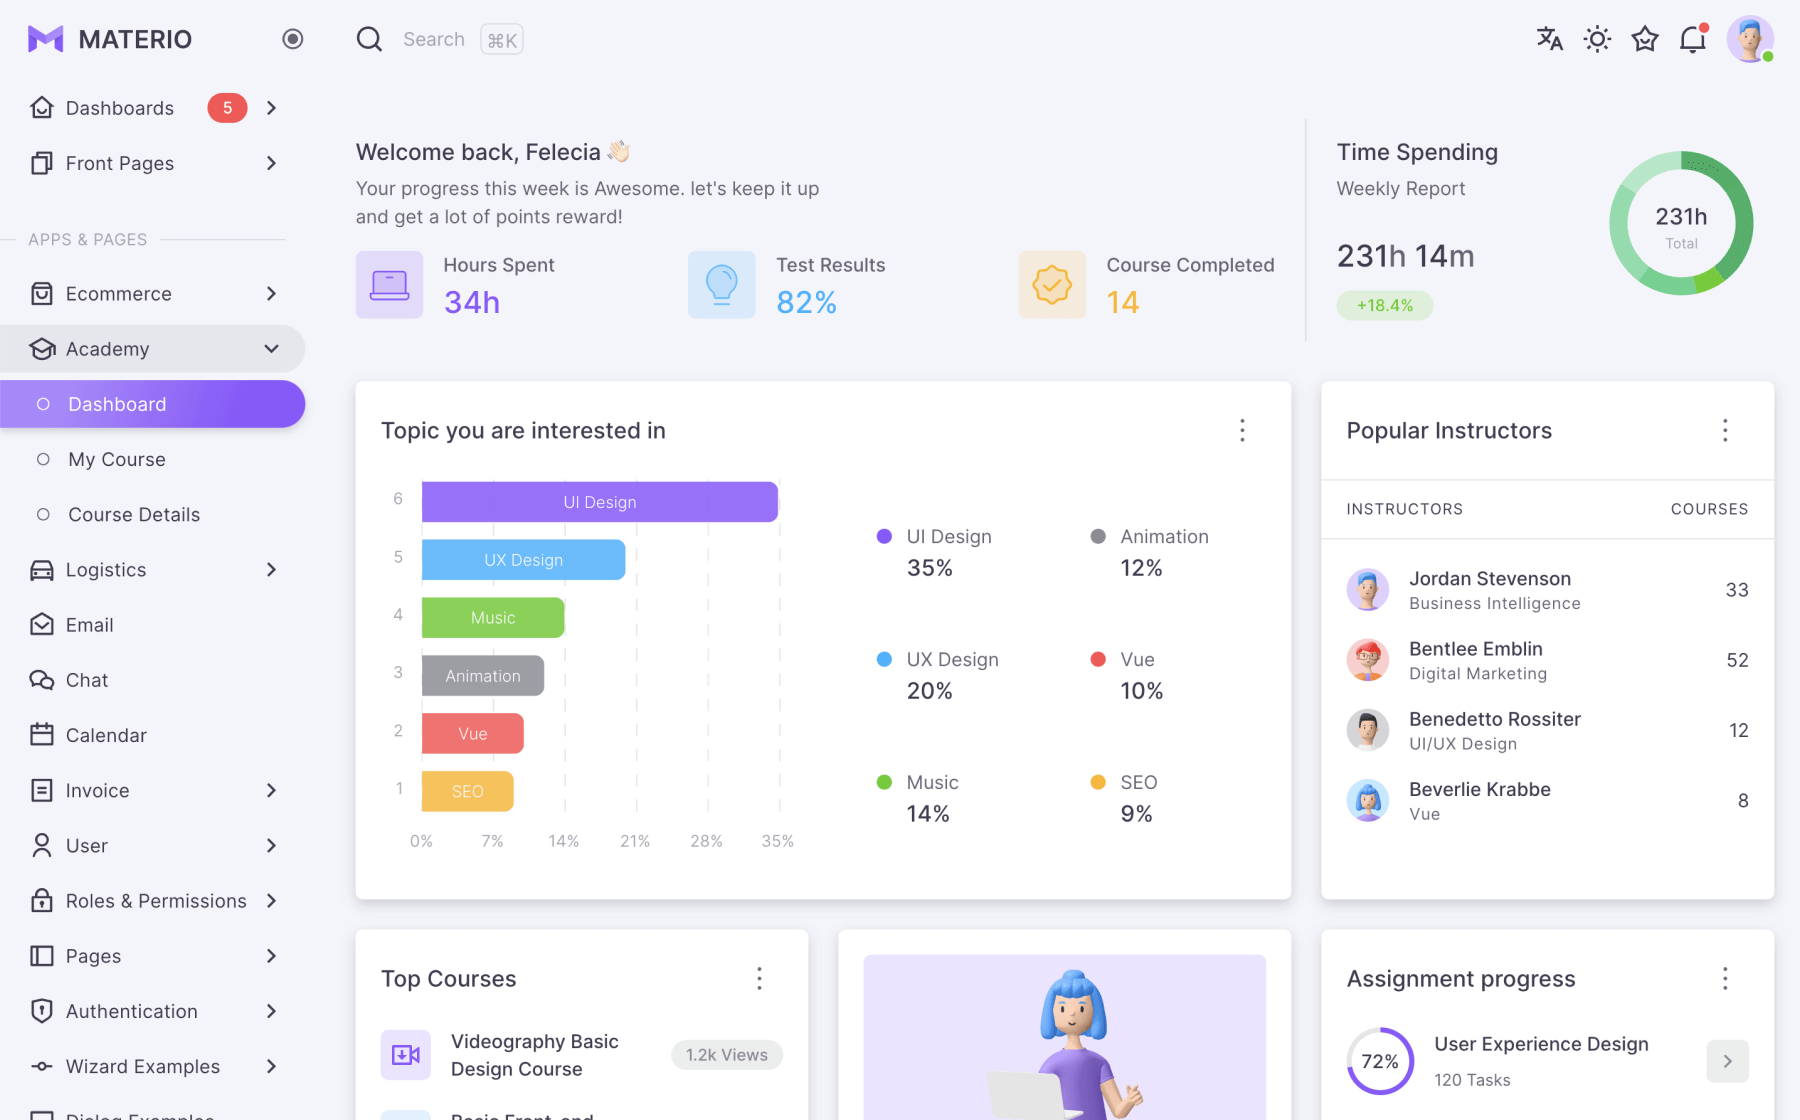 MATERIO
Search ⌘K
Dashboards 5
Front Pages
APPS & PAGES
Ecommerce
Academy
Dashboard
My Course
Course Details
Logistics
Email
Chat
Calendar
Invoice
User
Roles & Permissions
Pages
Authentication
Wizard Examples
Dialog Examples
Welcome back, Felecia 👋🏻
Your progress this week is Awesome. let's keep it up
and get a lot of points reward!
Hours Spent
34h
Test Results
82%
Course Completed
14
Time Spending
Weekly Report
231h 14m
+18.4%
231h
Total
Topic you are interested in
6
UI Design
5
UX Design
4
Music
3
Animation
2
Vue
1
SEO
0% 7% 14% 21% 28% 35%
UI Design
35%
Animation
12%
UX Design
20%
Vue
10%
Music
14%
SEO
9%
Popular Instructors
INSTRUCTORS COURSES
Jordan Stevenson
Business Intelligence
33
Bentlee Emblin
Digital Marketing
52
Benedetto Rossiter
UI/UX Design
12
Beverlie Krabbe
Vue
8
Top Courses
Videography Basic
Design Course
1.2k Views
Basic Front-end
Assignment progress
72%
User Experience Design
120 Tasks